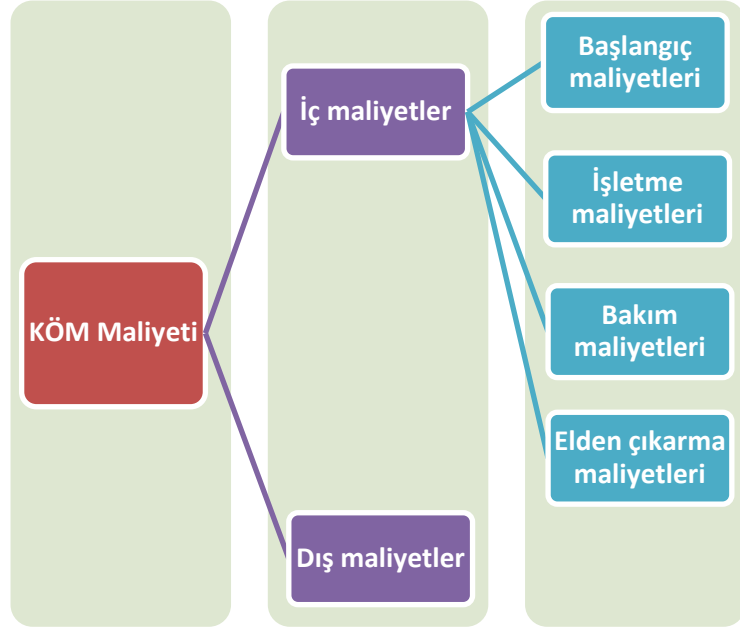 KÖM Maliyeti
İç maliyetler
Dış maliyetler
Başlangıç
maliyetleri
İşletme
maliyetleri
Bakım
maliyetleri
Elden çıkarma
maliyetleri